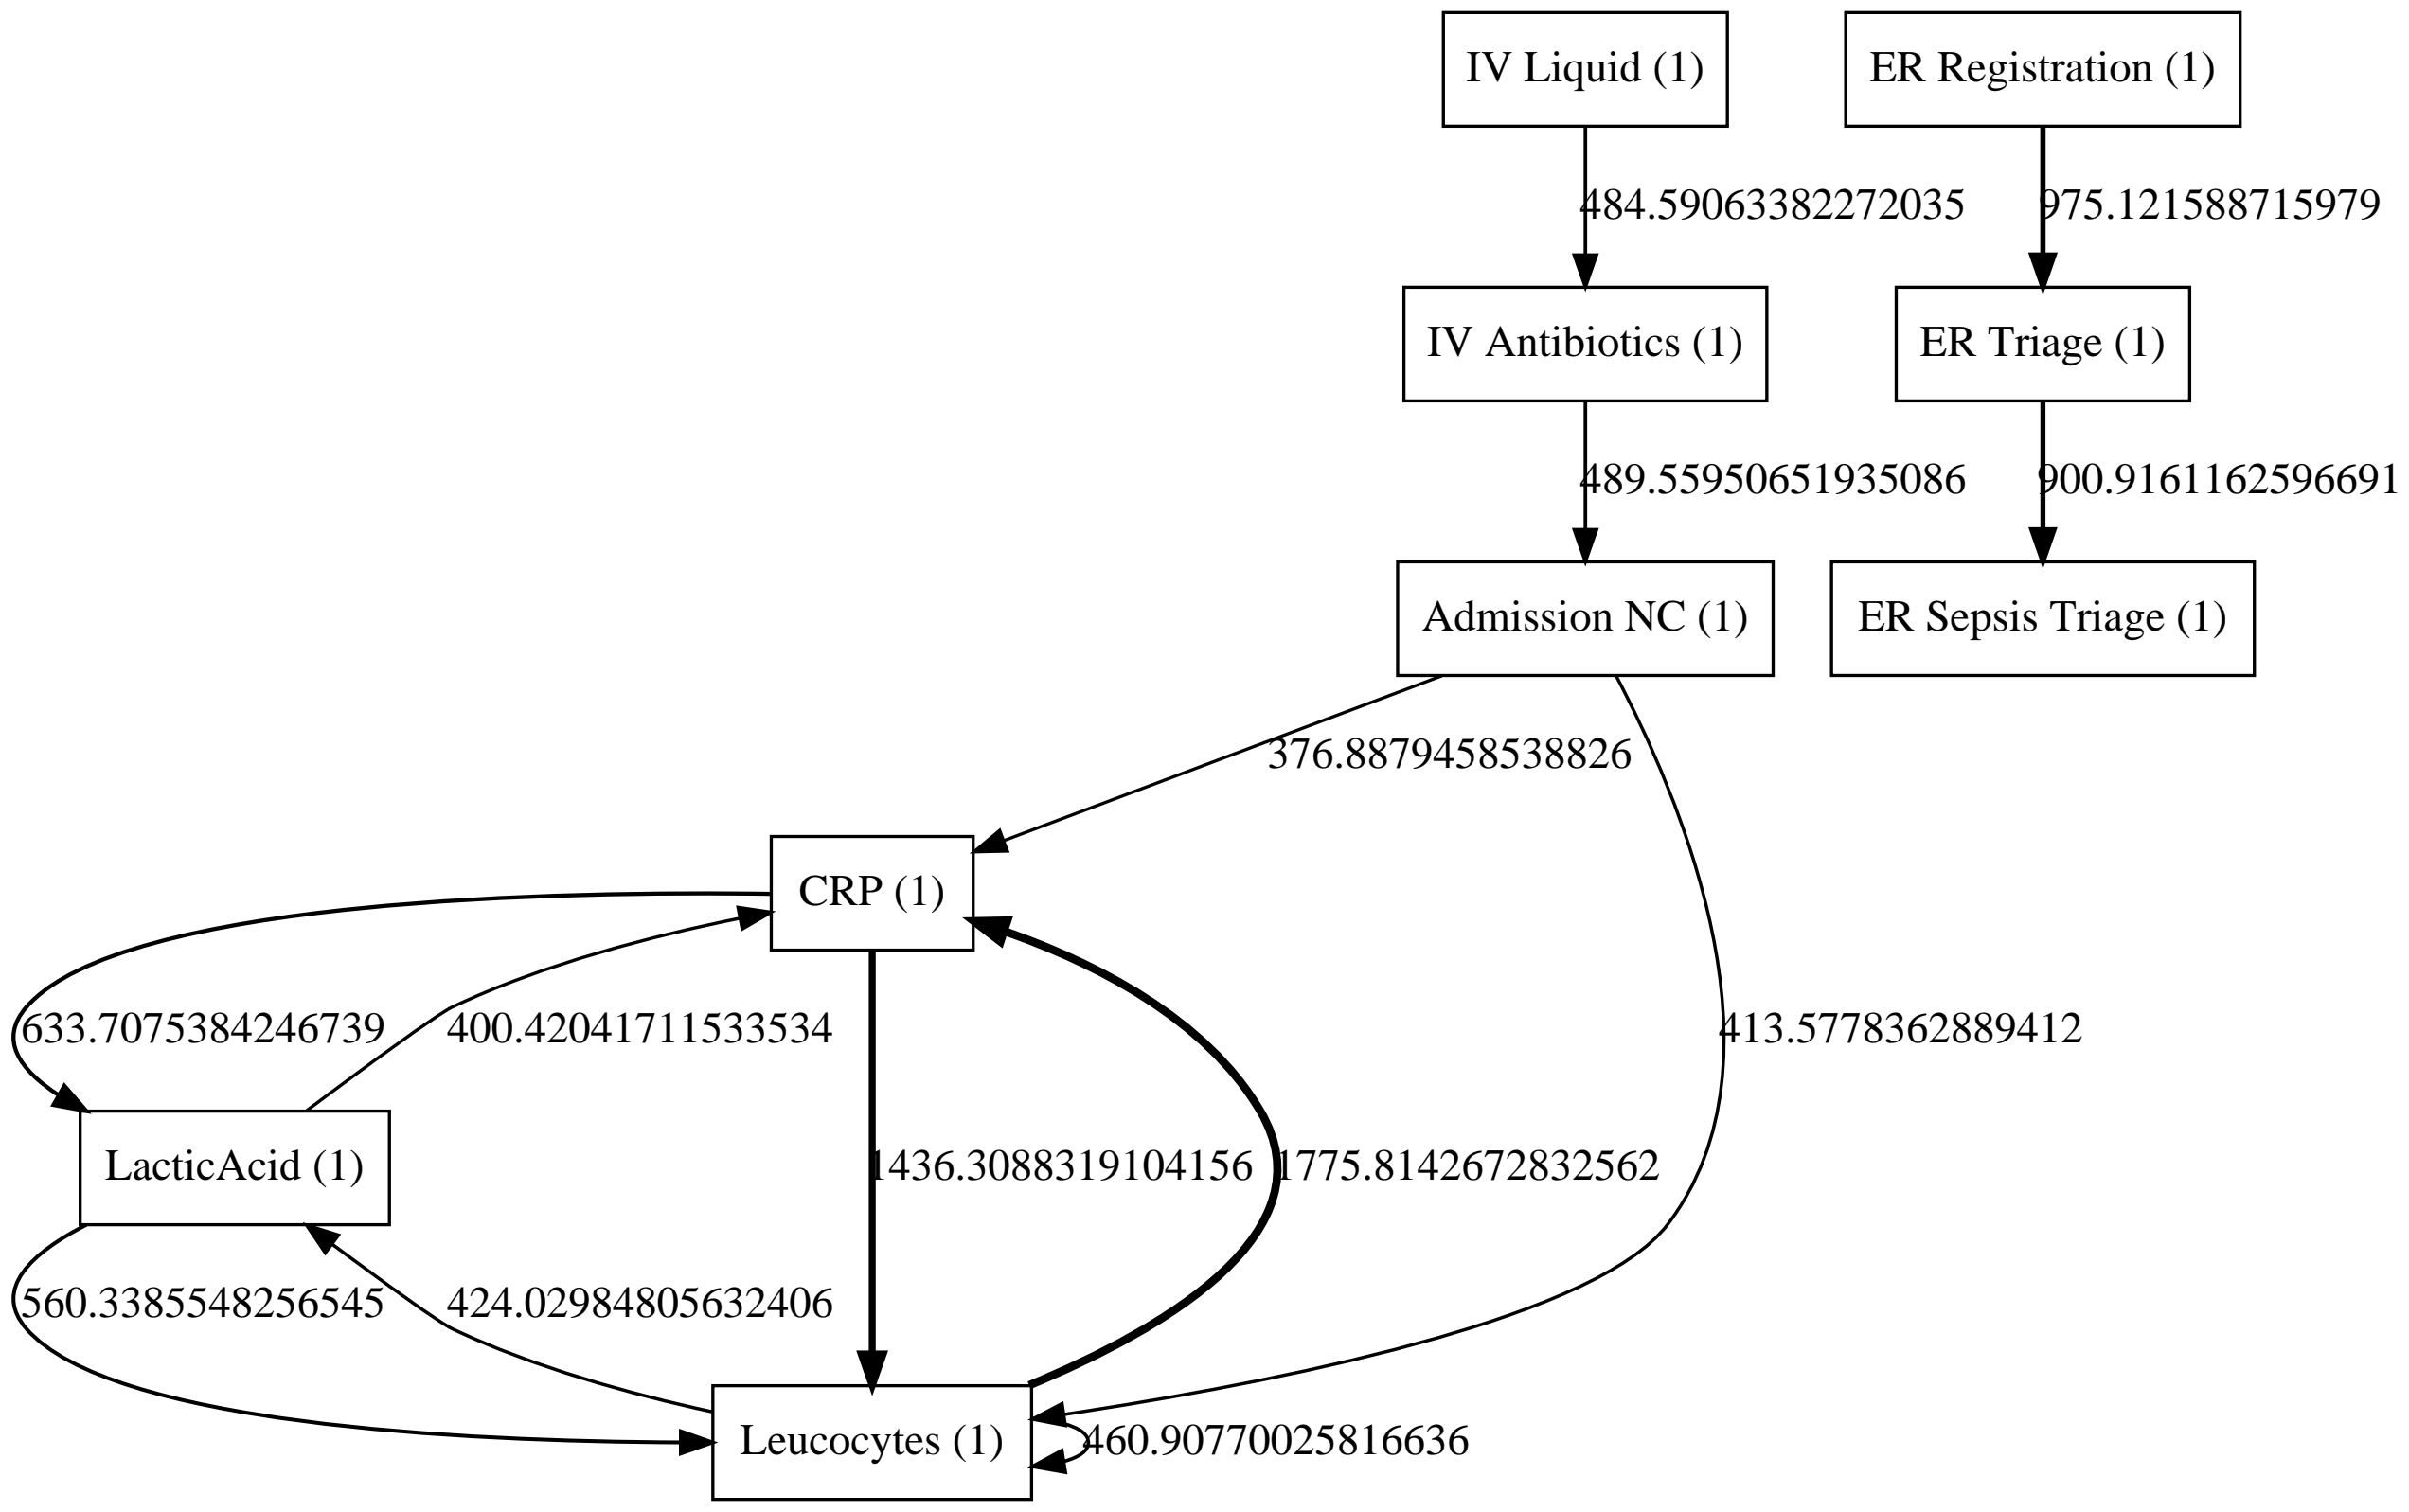 IV Liquid (1)
ER Registration (1)
484.59063382272035
975.121588715979
IV Antibiotics (1)
ER Triage (1)
489.55950651935086
900.9161162596691
Admission NC (1)
ER Sepsis Triage (1)
376.8879458538826
CRP (1)
633.7075384246739
400.42041711533534
413.5778362889412
LacticAcid (1)
1436.3088319104156
1775.8142672832562
560.3385548256545
424.02984805632406
Leucocytes (1)
460.90770025816636